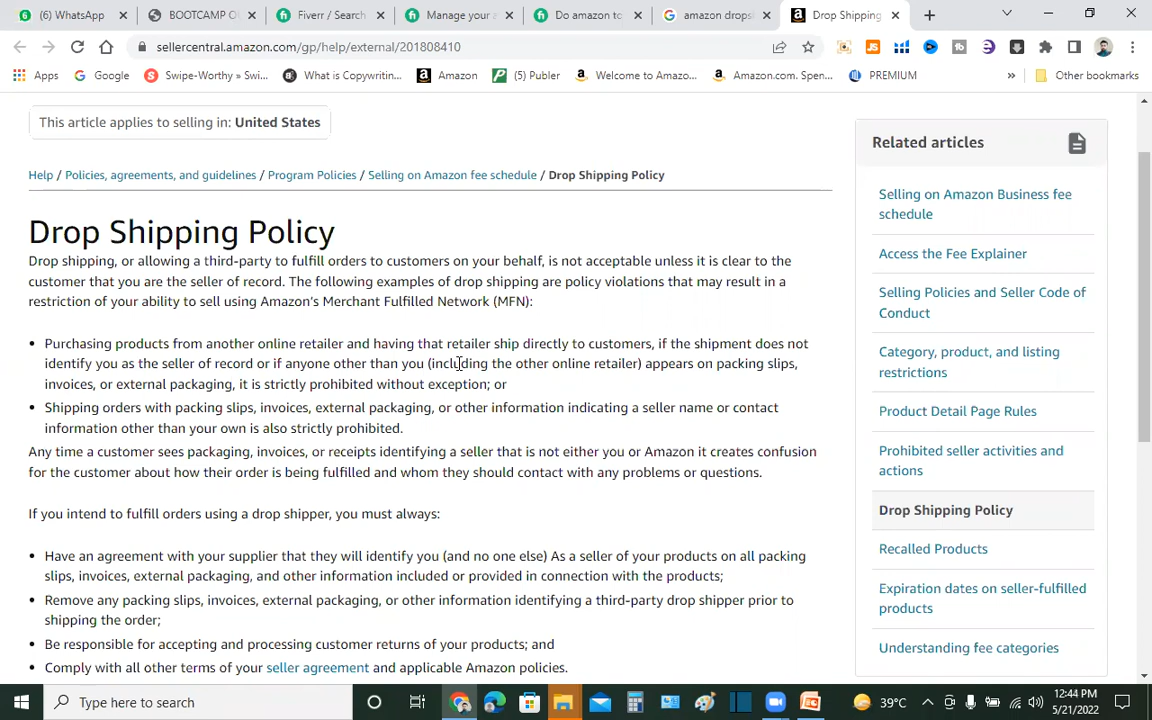 (6) WhatsApp
BOOTCAMP O
Fiverr / Search
Manage your
Do amazon to
amazon drops
Drop Shipping
sellercentral.amazon.com/gp/help/external/201808410
Apps
Google
Swipe-Worthy » Swi...
What is Copywritin...
Amazon
(5) Publer
Welcome to Amazo...
Amazon.com. Spen...
PREMIUM
»
Other bookmarks
This article applies to selling in: United States
Help / Policies, agreements, and guidelines / Program Policies / Selling on Amazon fee schedule / Drop Shipping Policy
Drop Shipping Policy
Drop shipping, or allowing a third-party to fulfill orders to customers on your behalf, is not acceptable unless it is clear to the
customer that you are the seller of record. The following examples of drop shipping are policy violations that may result in a
restriction of your ability to sell using Amazon's Merchant Fulfilled Network (MFN):
• Purchasing products from another online retailer and having that retailer ship directly to customers, if the shipment does not
identify you as the seller of record or if anyone other than you (including the other online retailer) appears on packing slips,
invoices, or external packaging, it is strictly prohibited without exception; or
• Shipping orders with packing slips, invoices, external packaging, or other information indicating a seller name or contact
information other than your own is also strictly prohibited.
Any time a customer sees packaging, invoices, or receipts identifying a seller that is not either you or Amazon it creates confusion
for the customer about how their order is being fulfilled and whom they should contact with any problems or questions.
If you intend to fulfill orders using a drop shipper, you must always:
• Have an agreement with your supplier that they will identify you (and no one else) As a seller of your products on all packing
slips, invoices, external packaging, and other information included or provided in connection with the products;
• Remove any packing slips, invoices, external packaging, or other information identifying a third-party drop shipper prior to
shipping the order;
• Be responsible for accepting and processing customer returns of your products; and
• Comply with all other terms of your seller agreement and applicable Amazon policies.
Related articles
Selling on Amazon Business fee
schedule
Access the Fee Explainer
Selling Policies and Seller Code of
Conduct
Category, product, and listing
restrictions
Product Detail Page Rules
Prohibited seller activities and
actions
Drop Shipping Policy
Recalled Products
Expiration dates on seller-fulfilled
products
Understanding fee categories
Type here to search
39°C
12:44 PM
5/21/2022